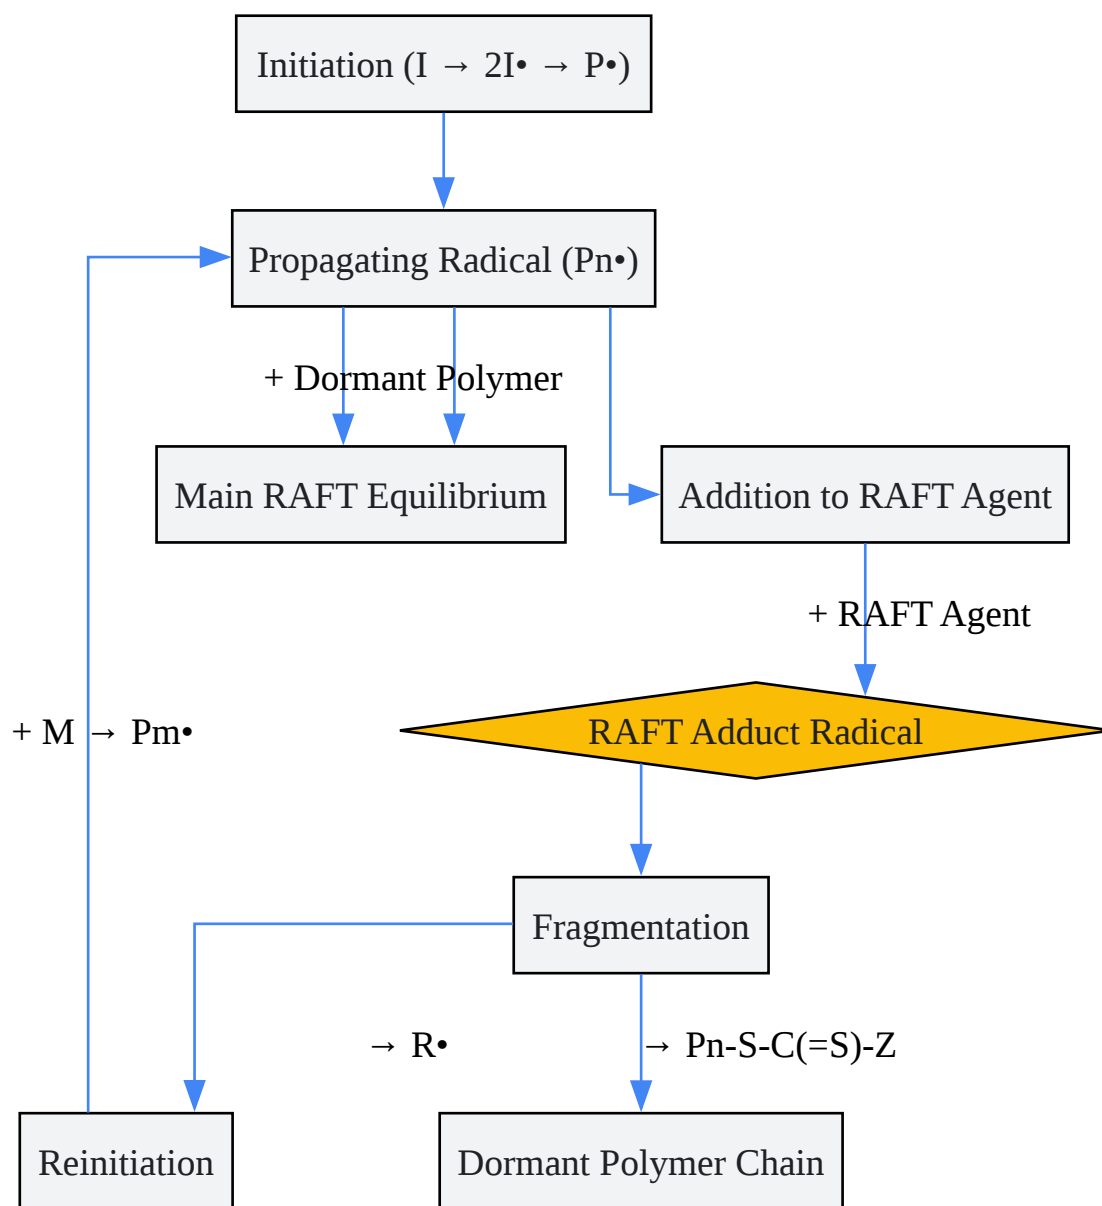 Initiation (I → 2I• → P•)
Propagating Radical (Pn•)
+ Dormant Polymer
Main RAFT Equilibrium
Addition to RAFT Agent
+ RAFT Agent
+ M → Pm•
RAFT Adduct Radical
Fragmentation
→ R•
→ Pn-S-C(=S)-Z
Reinitiation
Dormant Polymer Chain